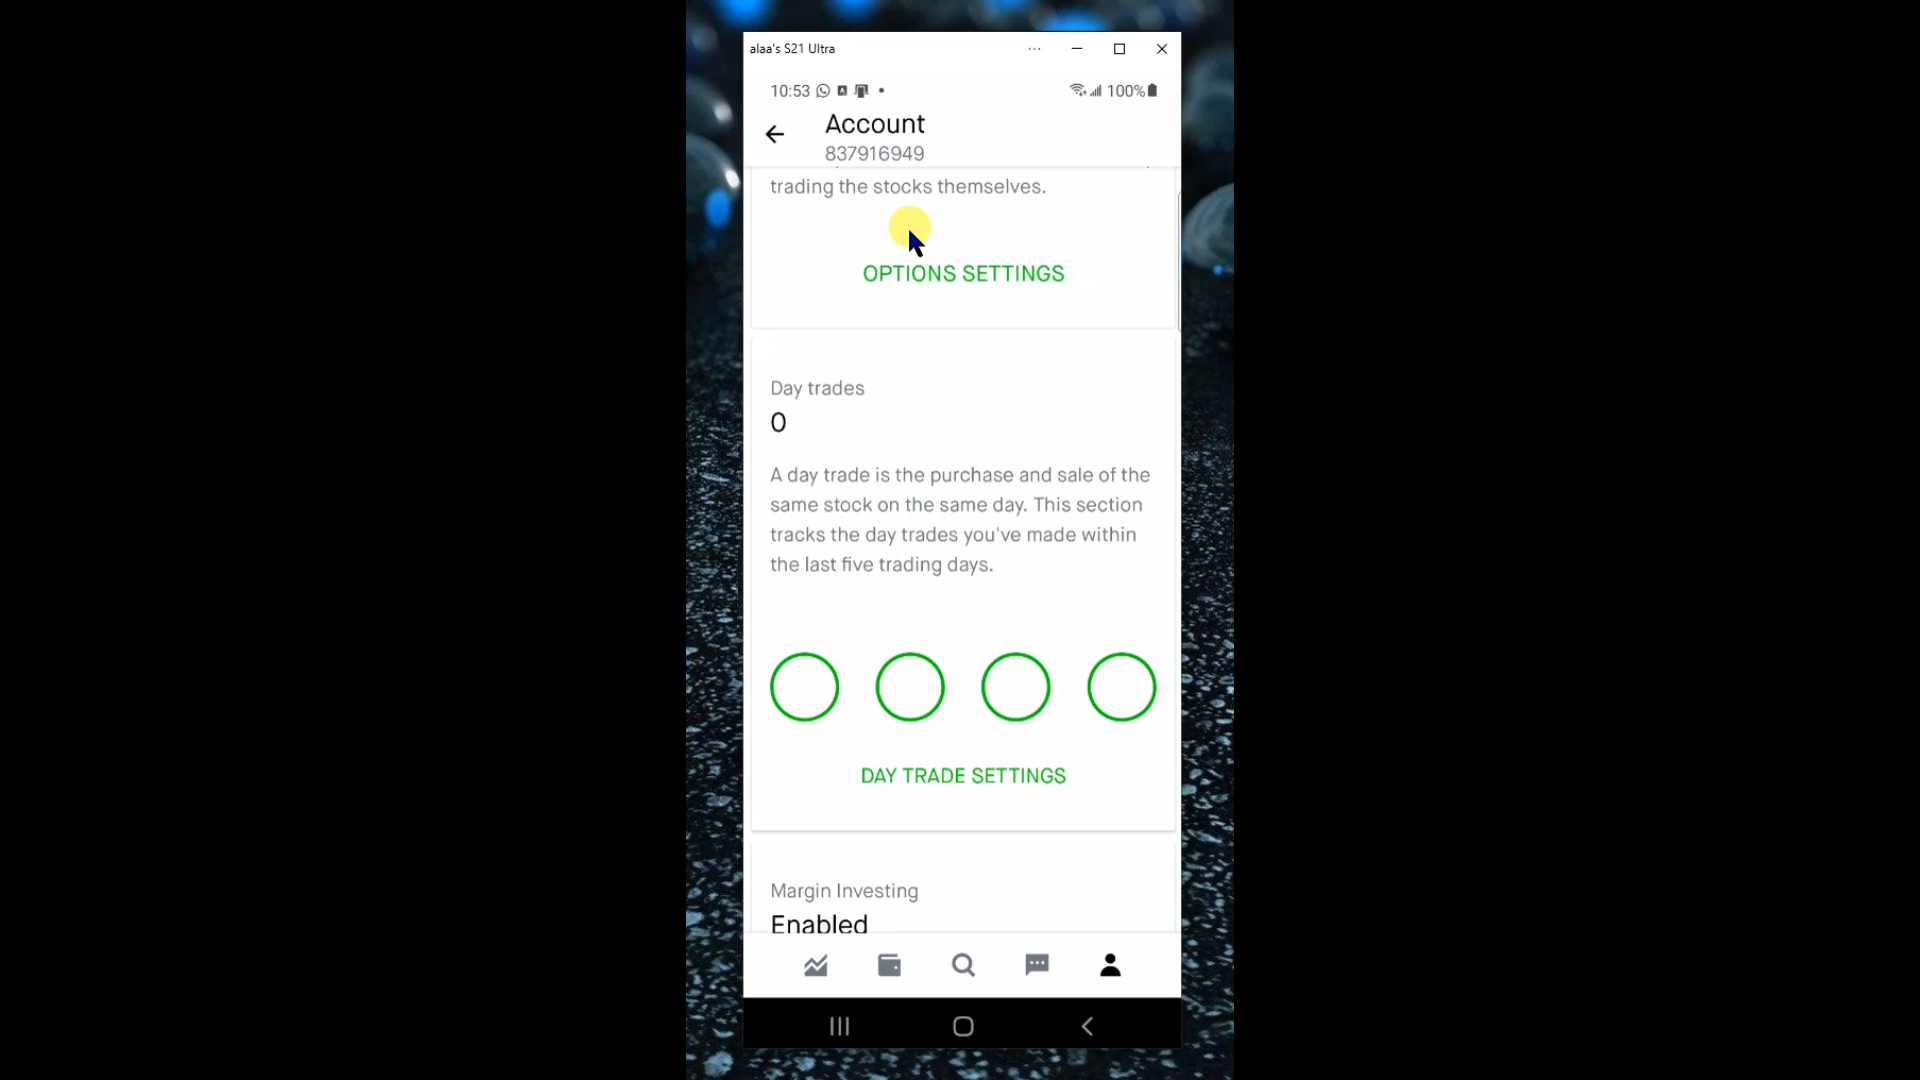 alaa's S21 Ultra
10:53
100%
Account
837916949
trading the stocks themselves.
OPTIONS SETTINGS
Day trades
0
A day trade is the purchase and sale of the
same stock on the same day. This section
tracks the day trades you've made within
the last five trading days.
DAY TRADE SETTINGS
Margin Investing
Enabled